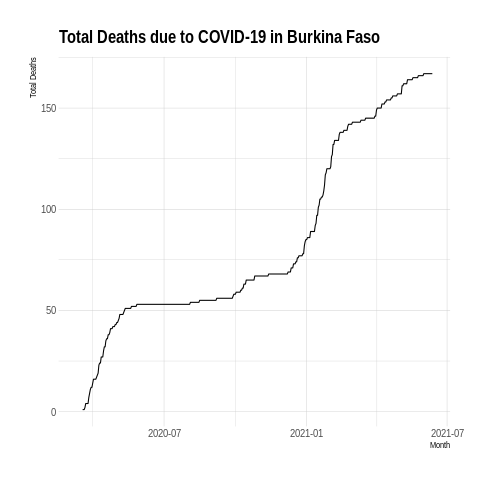 Total Deaths due to COVID-19 in Burkina Faso
Total Deaths
150
100
50
0
2020-07
2021-01
2021-07
Month